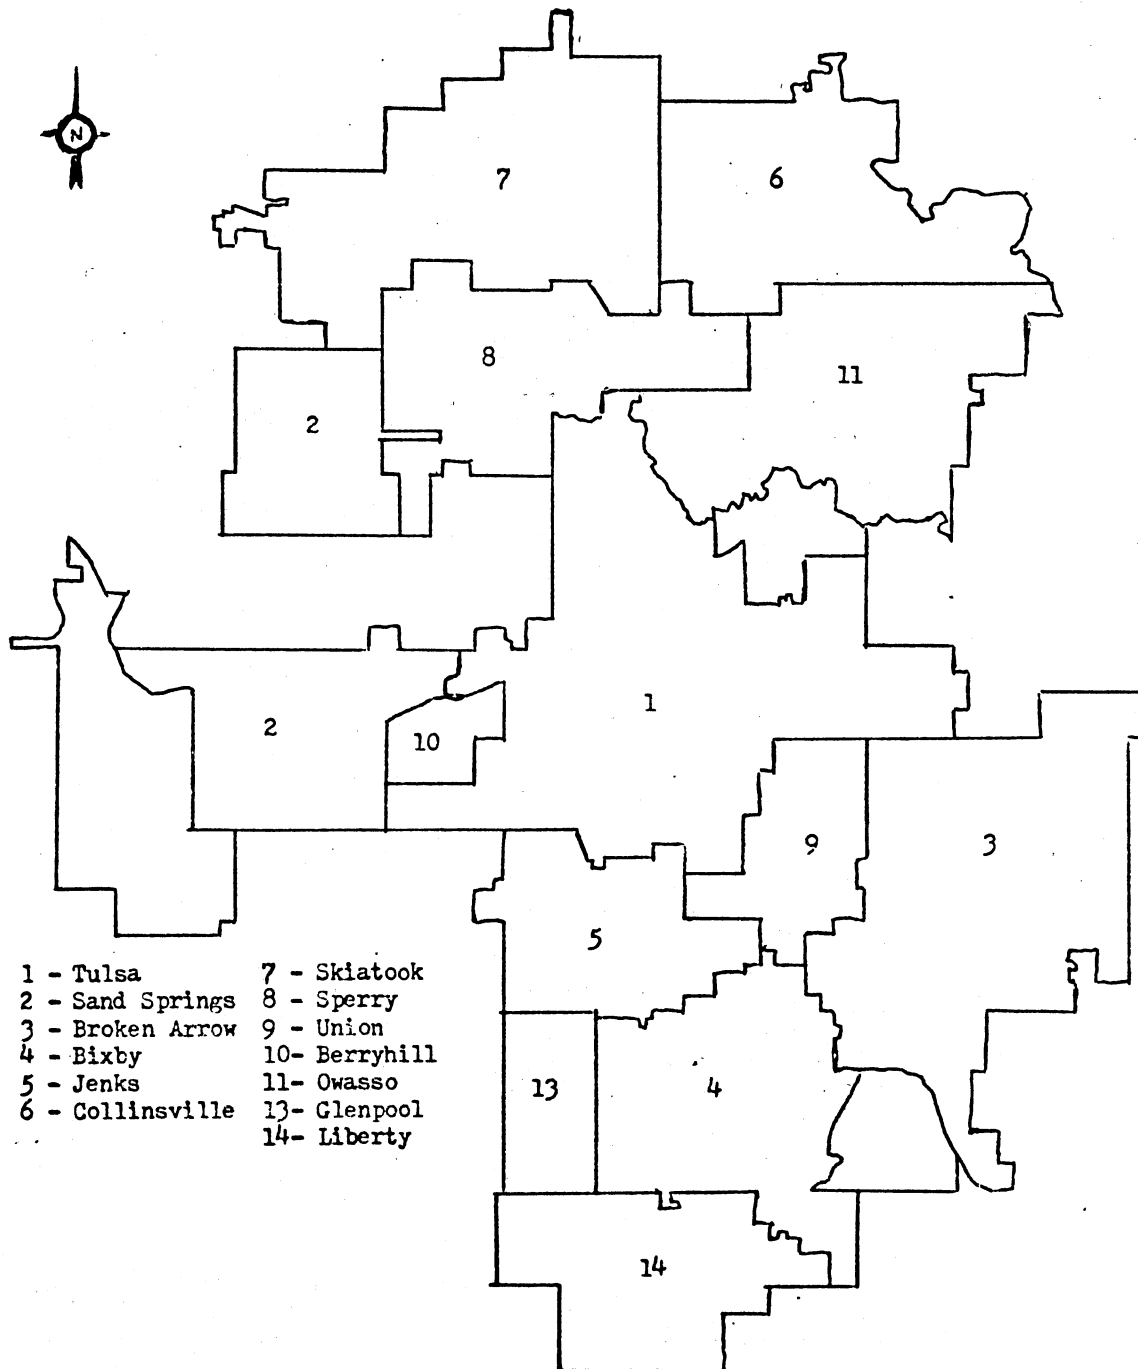 N
7
6
8
11
2
1
2
10
9
3
5
13
4
14
1 - Tulsa
2 - Sand Springs
3 - Broken Arrow
4 - Bixby
5 - Jenks
6 - Collinsville
7 - Skiatook
8 - Sperry
9 - Union
10- Berryhill
11- Owasso
13- Glenpool
14- Liberty